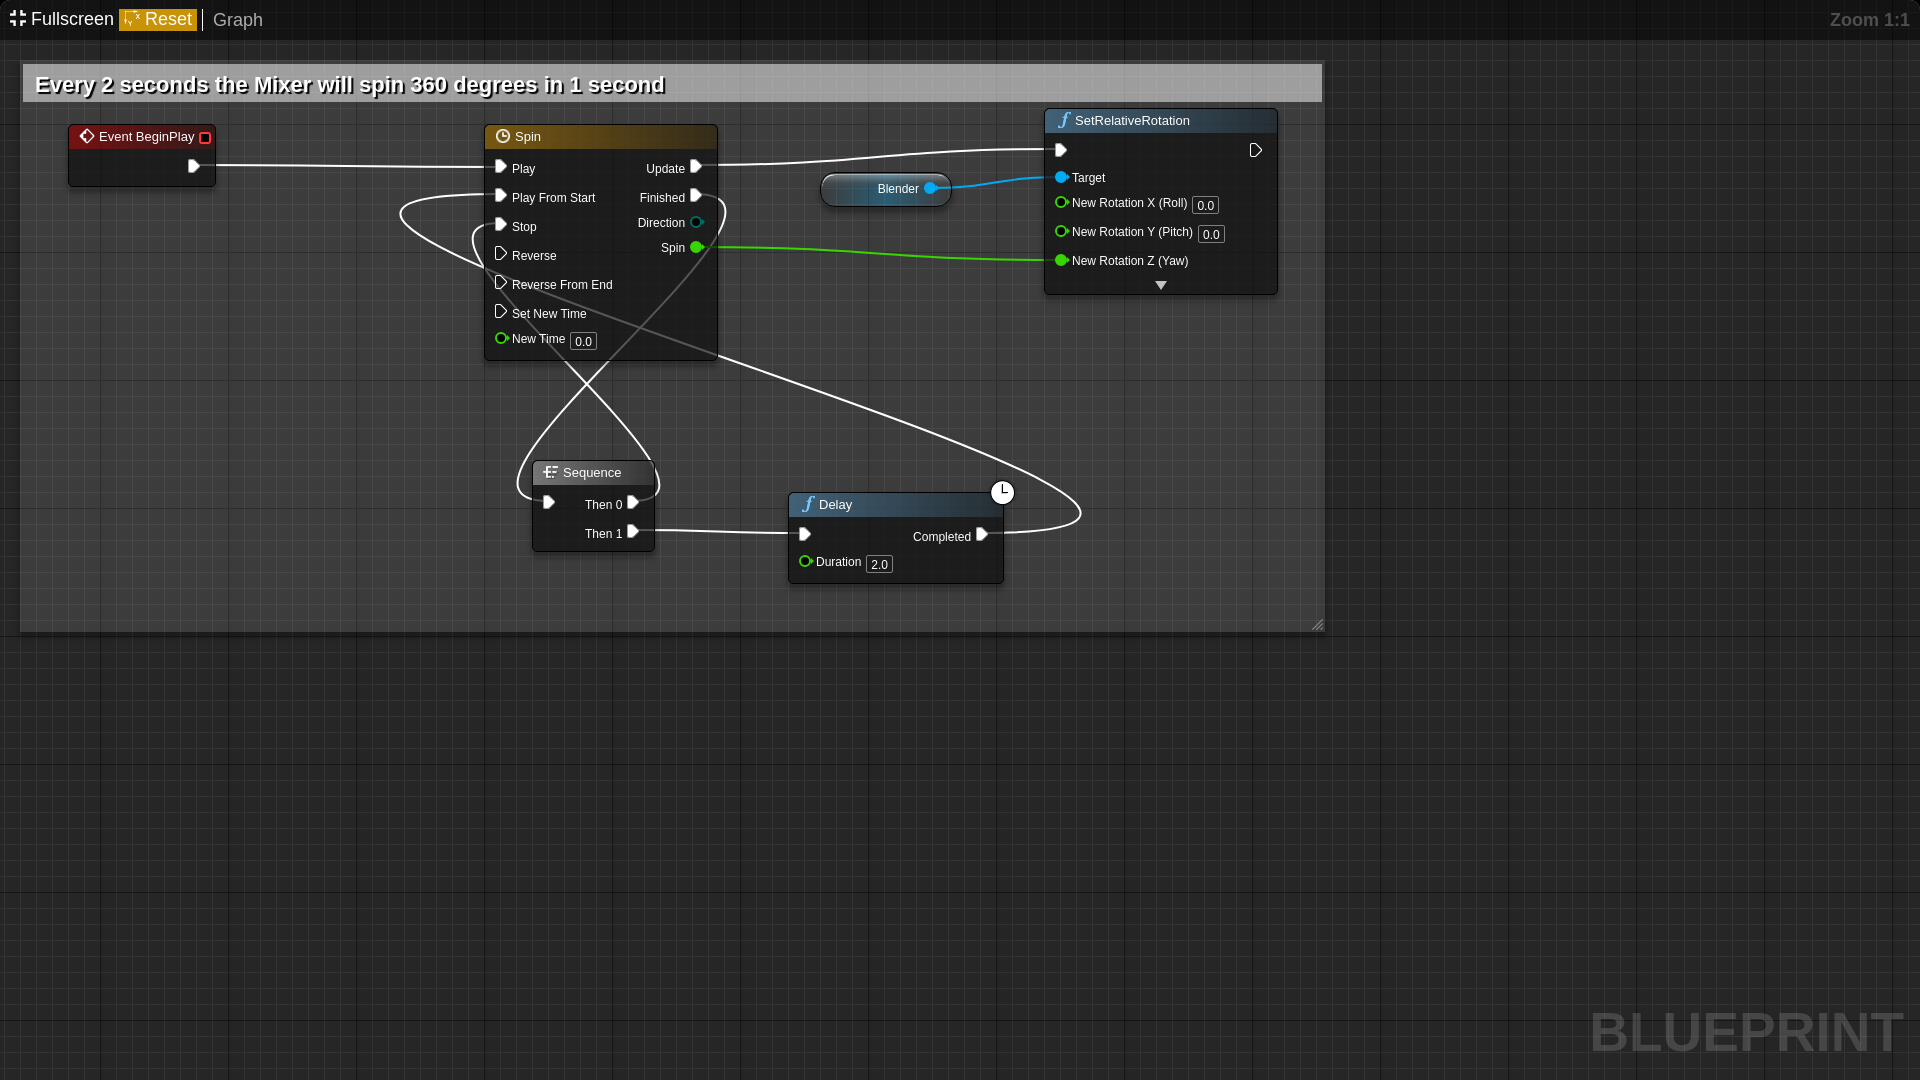 Fullscreen Reset Graph Zoom 1:1
Every 2 seconds the Mixer will spin 360 degrees in 1 second
Event BeginPlay
Spin
Play Update
Play From Start Finished
Stop Direction
Reverse Spin
Reverse From End
Set New Time
New Time 0.0
Blender
SetRelativeRotation
Target
New Rotation X (Roll) 0.0
New Rotation Y (Pitch) 0.0
New Rotation Z (Yaw)
Sequence
Then 0
Then 1
Delay
Completed
Duration 2.0
BLUEPRINT